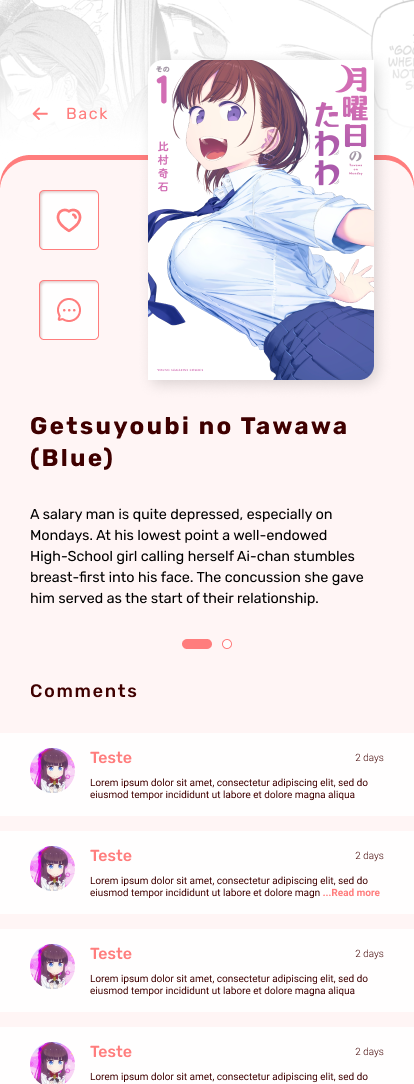 Back
その
1
月曜日の
たわわ
比村奇石
Getsuyoubi no Tawawa
(Blue)
A salary man is quite depressed, especially on
Mondays. At his lowest point a well-endowed
High-School girl calling herself Ai-chan stumbles
breast-first into his face. The concussion she gave
him served as the start of their relationship.
Comments
Teste
2 days
Lorem ipsum dolor sit amet, consectetur adipiscing elit, sed do
eiusmod tempor incididunt ut labore et dolore magna aliqua
Teste
2 days
Lorem ipsum dolor sit amet, consectetur adipiscing elit, sed do
eiusmod tempor incididunt ut labore et dolore magn ...Read more
Teste
2 days
Lorem ipsum dolor sit amet, consectetur adipiscing elit, sed do
eiusmod tempor incididunt ut labore et dolore magna aliqua
Teste
2 days
Lorem ipsum dolor sit amet, consectetur adipiscing elit, sed do